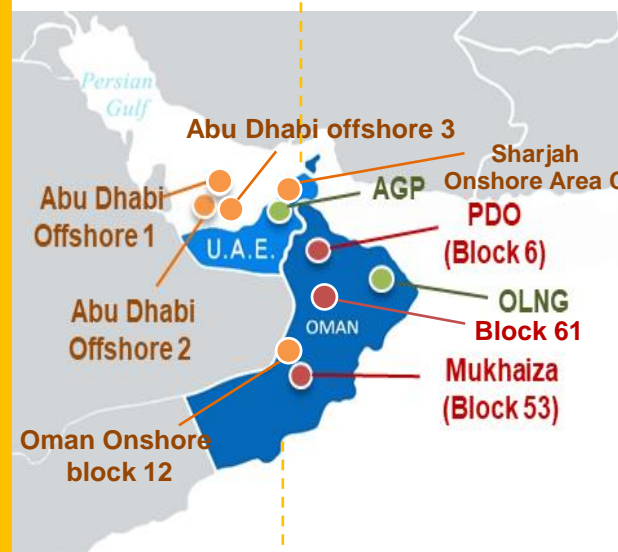 Persian
Gulf
Abu Dhabi offshore 3
Sharjah
Onshore Area C
Abu Dhabi
Offshore 1
AGP
PDO
(Block 6)
U.A.E.
OLNG
Abu Dhabi
Offshore 2
OMAN
Block 61
Mukhaiza
(Block 53)
Oman Onshore
block 12